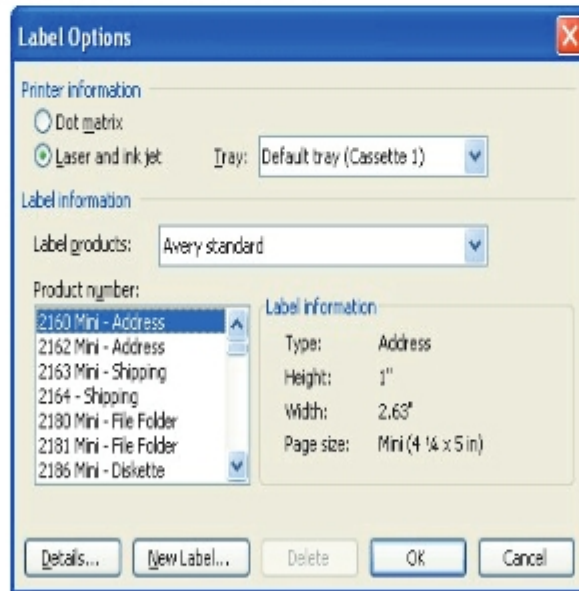 Label Options
Printer information
Dot matrix
Laser and ink jet
Tray: Default tray (Cassette 1)
Label information
Label products: Avery standard
Product number:
2160 Mini - Address
2162 Mini - Address
2163 Mini - Shipping
2164 - Shipping
2180 Mini - File Folder
2181 Mini - File Folder
2186 Mini - Diskette
Label information
Type: Address
Height: 1"
Width: 2.63"
Page size: Mini (4 ¼ x 5 in)
Details... New Label... Delete OK Cancel